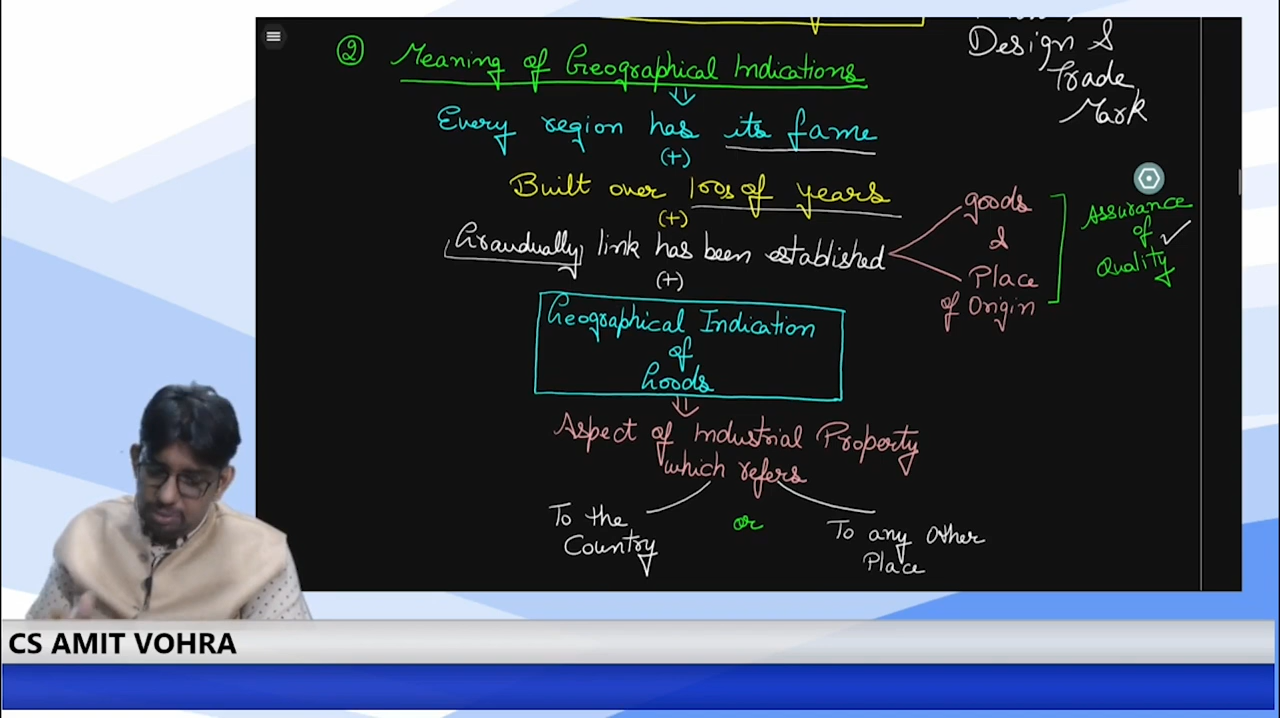 Design &
Trade
Mark
② Meaning of Geographical Indications
Every region has its fame
(+)
Built over 100s of years
(+)
Graudually link has been established
goods
&
Place
of Origin
Assurance
of
Quality
(+)
Geographical Indication
of
Goods
Aspect of Industrial Property
which refers
To the
Country
or
To any other
Place
CS AMIT VOHRA